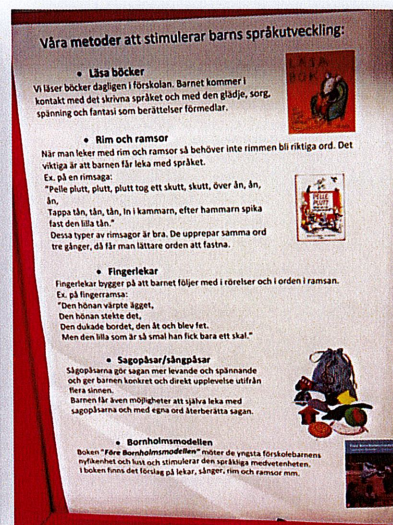 Våra metoder att stimulerar barns språkutveckling:
• Läsa böcker
Vi läser böcker dagligen i förskolan. Barnet kommer i
kontakt med det skrivna språket och med den glädje, sorg,
spänning och fantasi som berättelser förmedlar.
LÄSA
BOK
• Rim och ramsor
När man leker med rim och ramsor så behöver inte rimmen bli riktiga ord. Det
viktiga är att barnen får leka med språket.
Ex. på en rimsaga:
"Pelle plutt, plutt, plutt tog ett skutt, skutt, över ån, ån,
ån,
Tappa tån, tån, tån, In i kammarn, efter hammarn spika
fast den lilla tån."
Dessa typer av rimsagor är bra. De upprepar samma ord
tre gånger, då får man lättare orden att fastna.
PELLE
PLUTT
• Fingerlekar
Fingerlekar bygger på att barnet följer med i rörelser och i orden i ramsan.
Ex. på fingerramsa:
"Den hönan värpte ägget,
Den hönan stekte det,
Den dukade bordet, den åt och blev fet.
Men den lilla som är så smal han fick bara ett skal."
• Sagopåsar/sångpåsar
Sagopåsarna gör sagan mer levande och spännande
och ger barnen konkret och direkt upplevelse utifrån
flera sinnen.
Barnen får även möjligheter att själva leka med
sagopåsarna och med egna ord återberätta sagan.
• Bornholmsmodellen
Boken "Före Bornholmsmodellen" möter de yngsta förskolebarnens
nyfikenhet och lust och stimulerar den språkliga medvetenheten.
I boken finns det förslag på lekar, sånger, rim och ramsor mm.